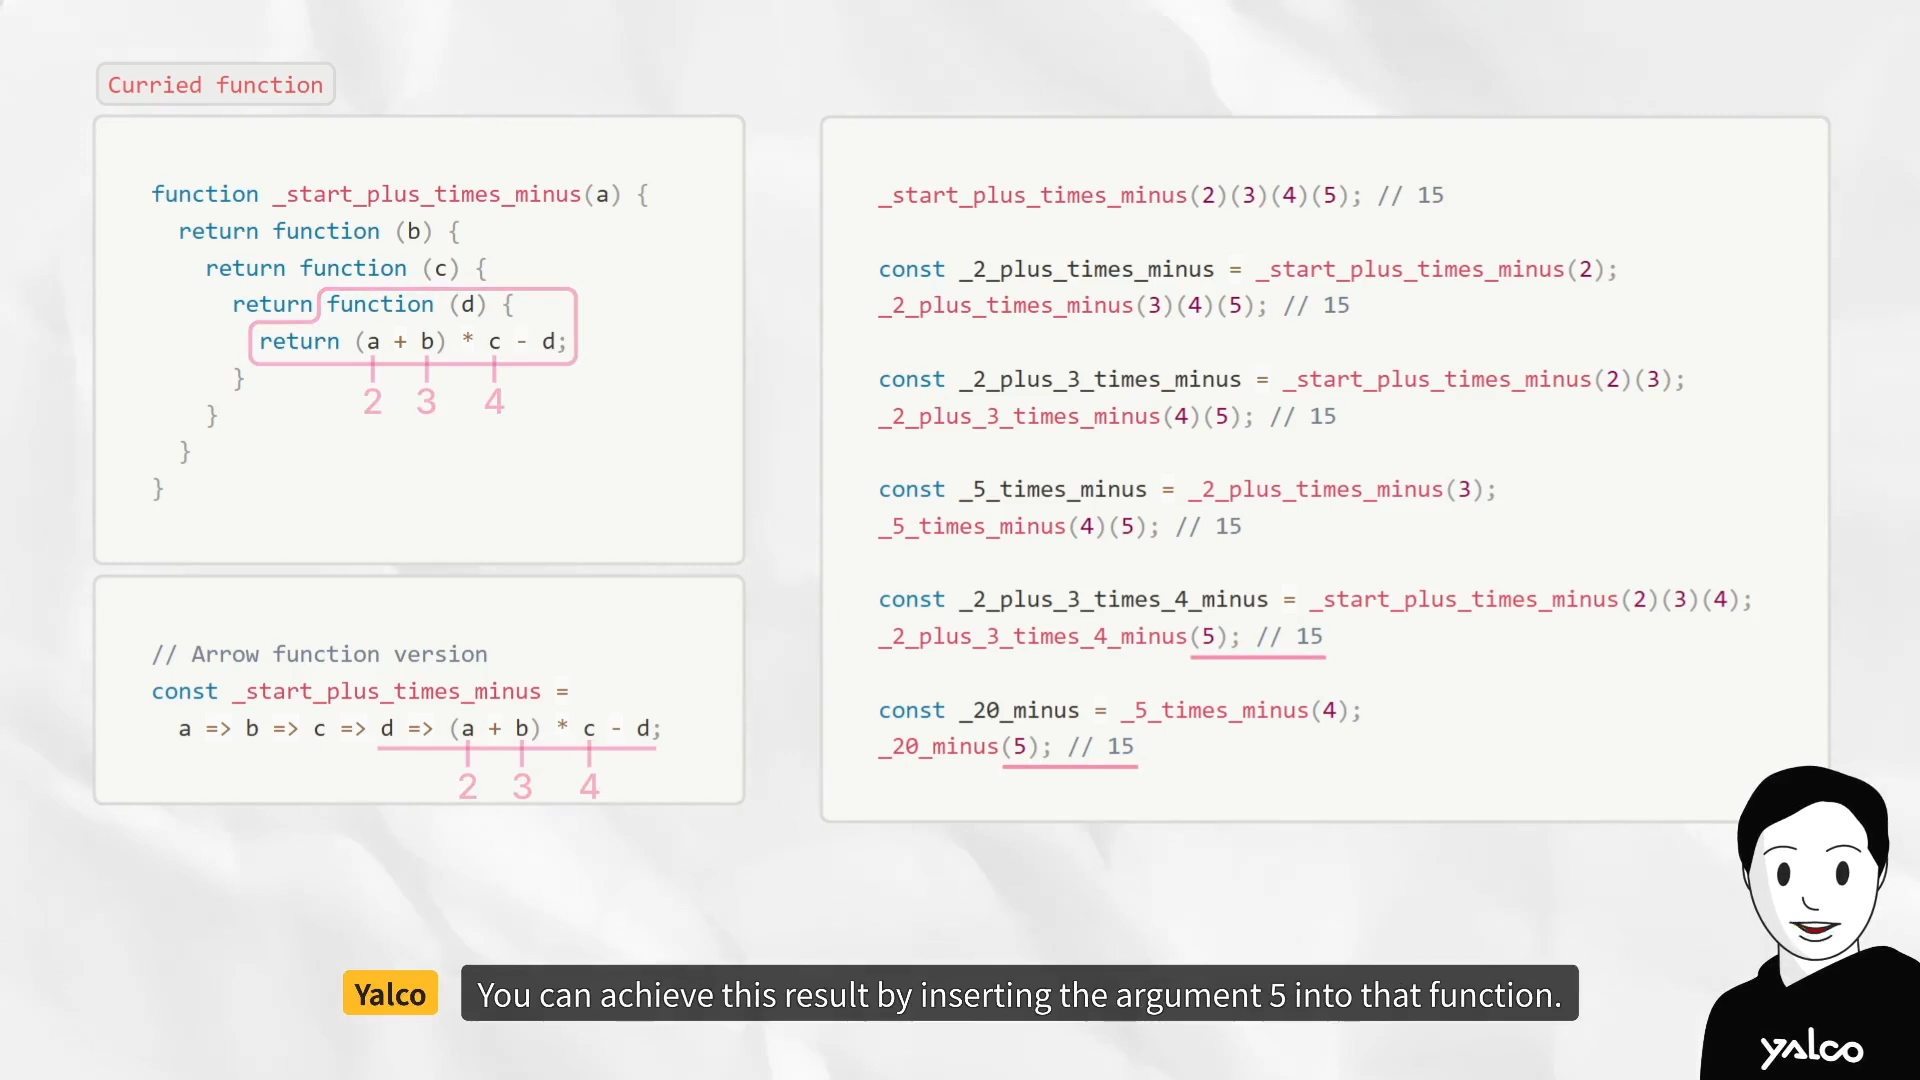 Curried function
function _start_plus_times_minus(a) {
return function (b) {
return function (c) {
return function (d) {
return (a + b) * c - d;
}
2 3 4
}
}
}
// Arrow function version
const _start_plus_times_minus =
a => b => c => d => (a + b) * c - d;
2 3 4
_start_plus_times_minus(2)(3)(4)(5); // 15
const _2_plus_times_minus = _start_plus_times_minus(2);
_2_plus_times_minus(3)(4)(5); // 15
const _2_plus_3_times_minus = _start_plus_times_minus(2)(3);
_2_plus_3_times_minus(4)(5); // 15
const _5_times_minus = _2_plus_times_minus(3);
_5_times_minus(4)(5); // 15
const _2_plus_3_times_4_minus = _start_plus_times_minus(2)(3)(4);
_2_plus_3_times_4_minus(5); // 15
const _20_minus = _5_times_minus(4);
_20_minus(5); // 15
Yalco You can achieve this result by inserting the argument 5 into that function.
yalco